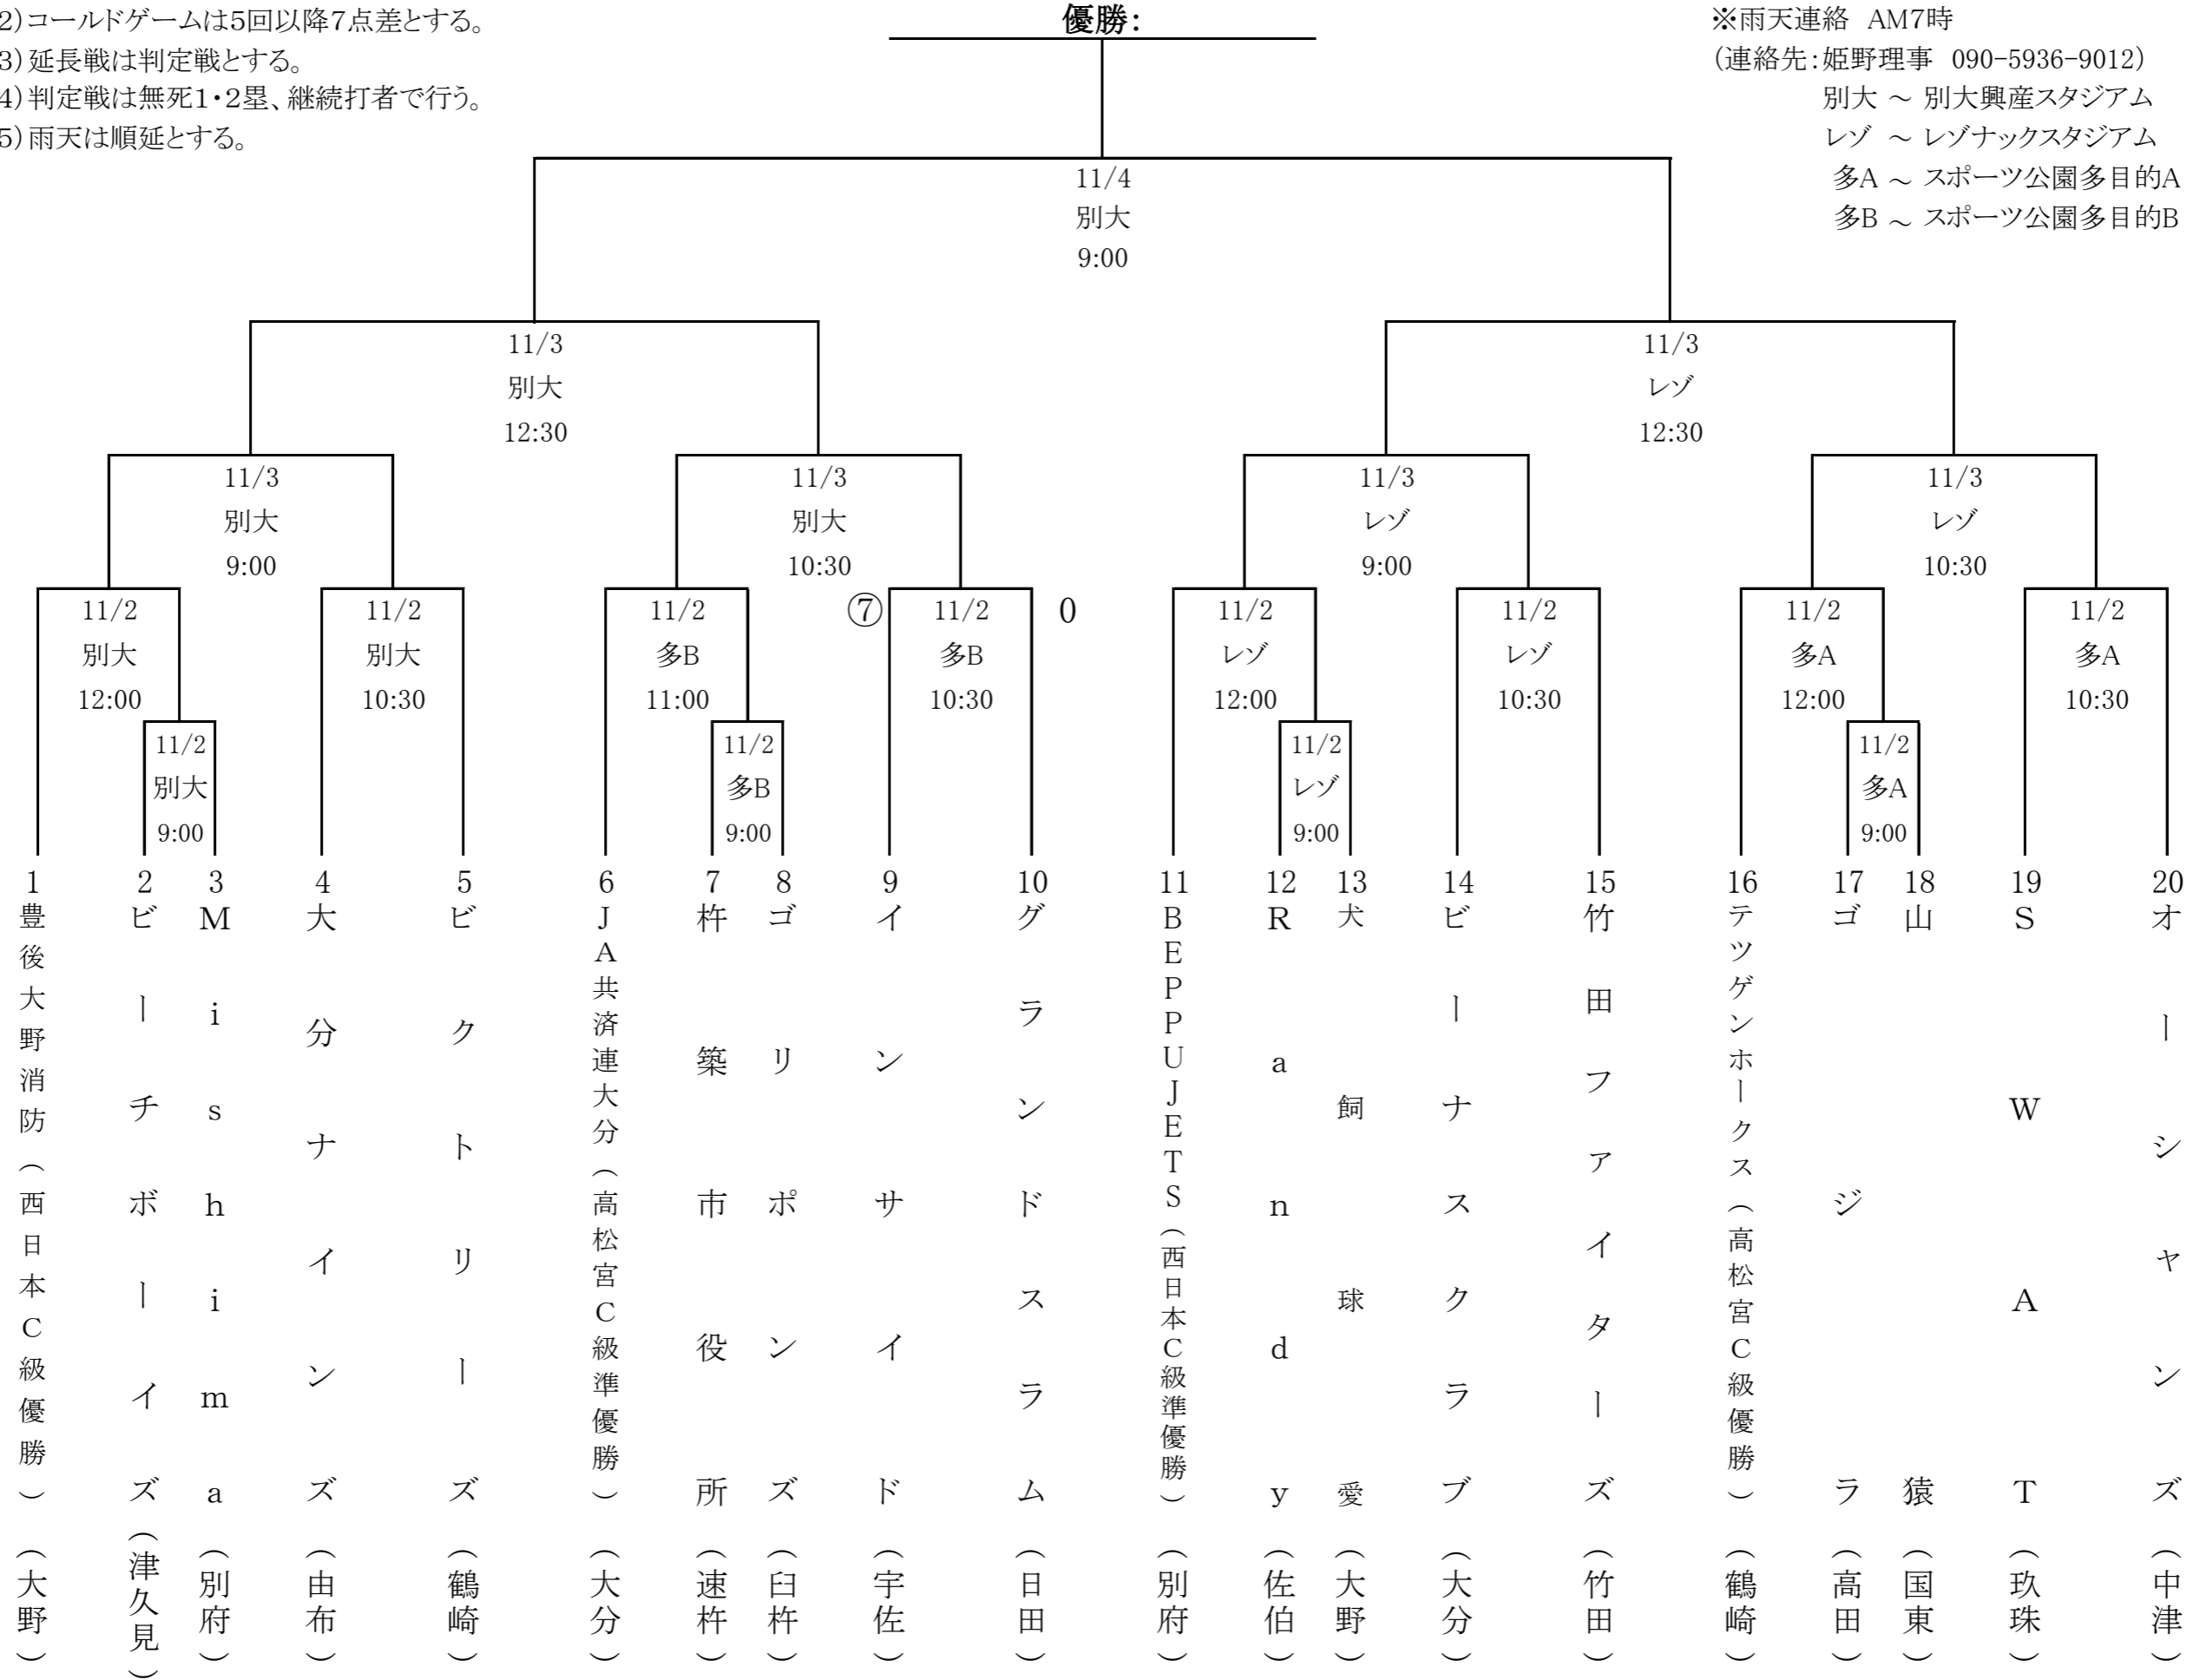 2)コールドゲームは5回以降7点差とする。
3)延長戦は判定戦とする。
4)判定戦は無死1・2塁、継続打者で行う。
5)雨天は順延とする。
優勝:
※雨天連絡 AM7時
(連絡先:姫野理事 090-5936-9012)
別大 ～ 別大興産スタジアム
レゾ ～ レゾナックスタジアム
多A ～ スポーツ公園多目的A
多B ～ スポーツ公園多目的B
11/4
別大
9:00
11/3
別大
12:30
11/3
レゾ
12:30
11/3
別大
9:00
11/3
別大
10:30
11/3
レゾ
9:00
11/3
レゾ
10:30
11/2
別大
12:00
11/2
別大
10:30
11/2
多B
11:00
⑦
11/2
多B
10:30
0
11/2
レゾ
12:00
11/2
レゾ
10:30
11/2
多A
12:00
11/2
多A
10:30
11/2
別大
9:00
11/2
多B
9:00
11/2
レゾ
9:00
11/2
多A
9:00
1 豊後大野消防(西日本C級優勝) (大野)
2 ビーチボーイズ (津久見)
3 Mishima (別府)
4 大分ナインズ (由布)
5 ビクトリーズ (鶴崎)
6 JA共済連大分(高松宮C級準優勝) (大分)
7 杵築市役所 (速杵)
8 ゴリポンズ (臼杵)
9 インサイド (宇佐)
10 グランドスラム (日田)
11 BEPPUJETS(西日本C級準優勝) (別府)
12 Randy (佐伯)
13 犬飼球愛 (大野)
14 ビーナスクラブ (大分)
15 竹田ファイターズ (竹田)
16 テツゲンホークス(高松宮C級優勝) (鶴崎)
17 ゴジラ (高田)
18 山猿 (国東)
19 SWAT (玖珠)
20 オーシャンズ (中津)